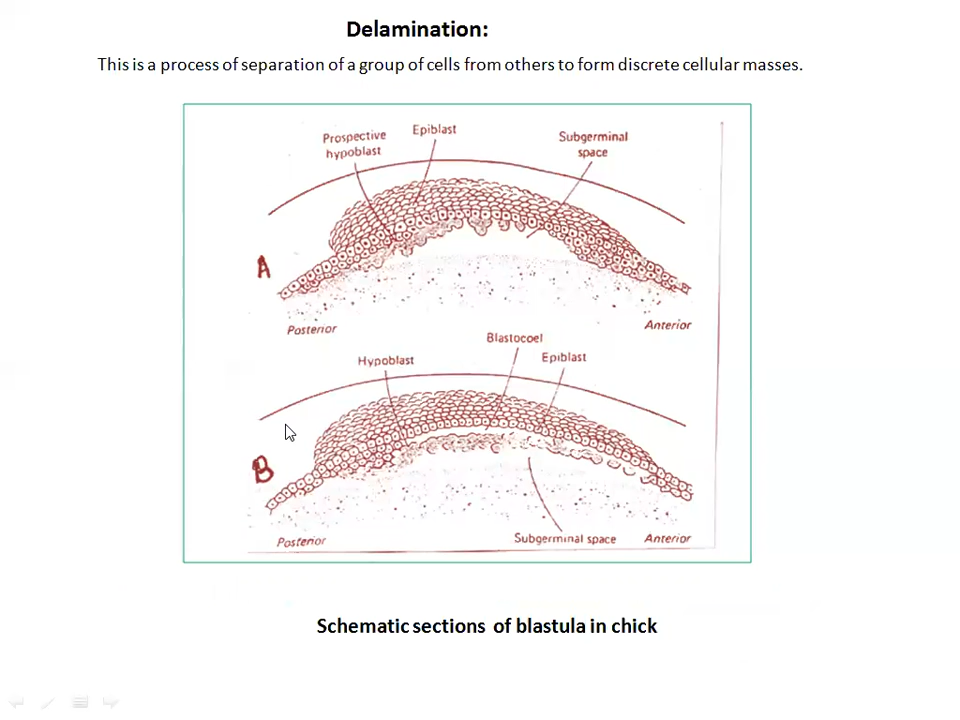 Delamination:
This is a process of separation of a group of cells from others to form discrete cellular masses.
Prospective
hypoblast
Epiblast
Subgerminal
space
A
Posterior
Anterior
Blastocoel
Hypoblast
Epiblast
B
Posterior
Subgerminal space
Anterior
Schematic sections of blastula in chick